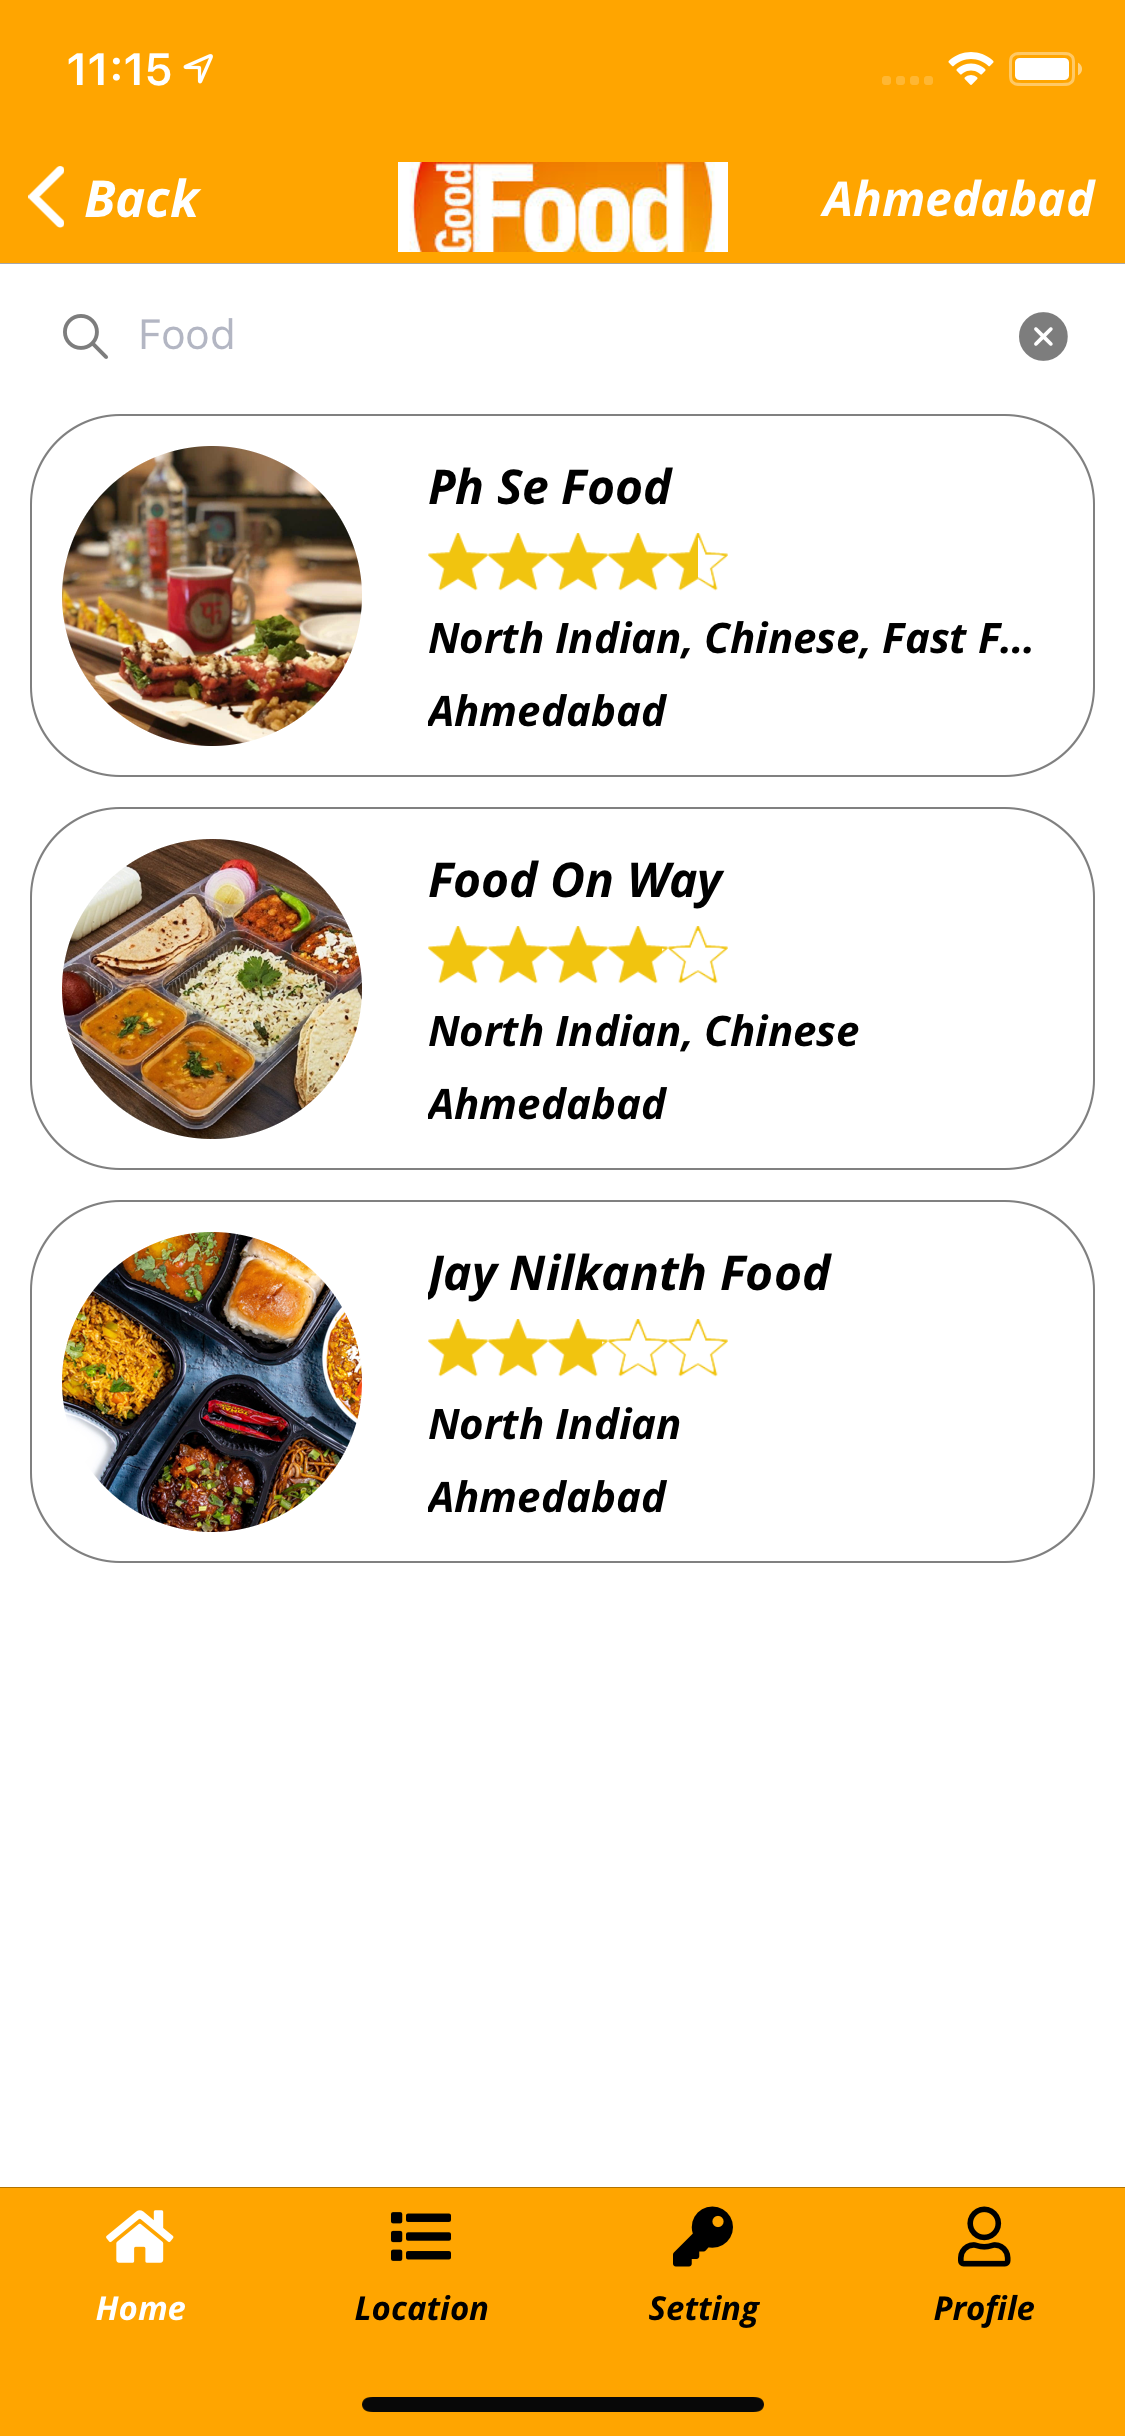 11:15
Back
Good
Food
Ahmedabad
Food
Ph Se Food
North Indian, Chinese, Fast F...
Ahmedabad
Food On Way
North Indian, Chinese
Ahmedabad
Jay Nilkanth Food
North Indian
Ahmedabad
Home
Location
Setting
Profile